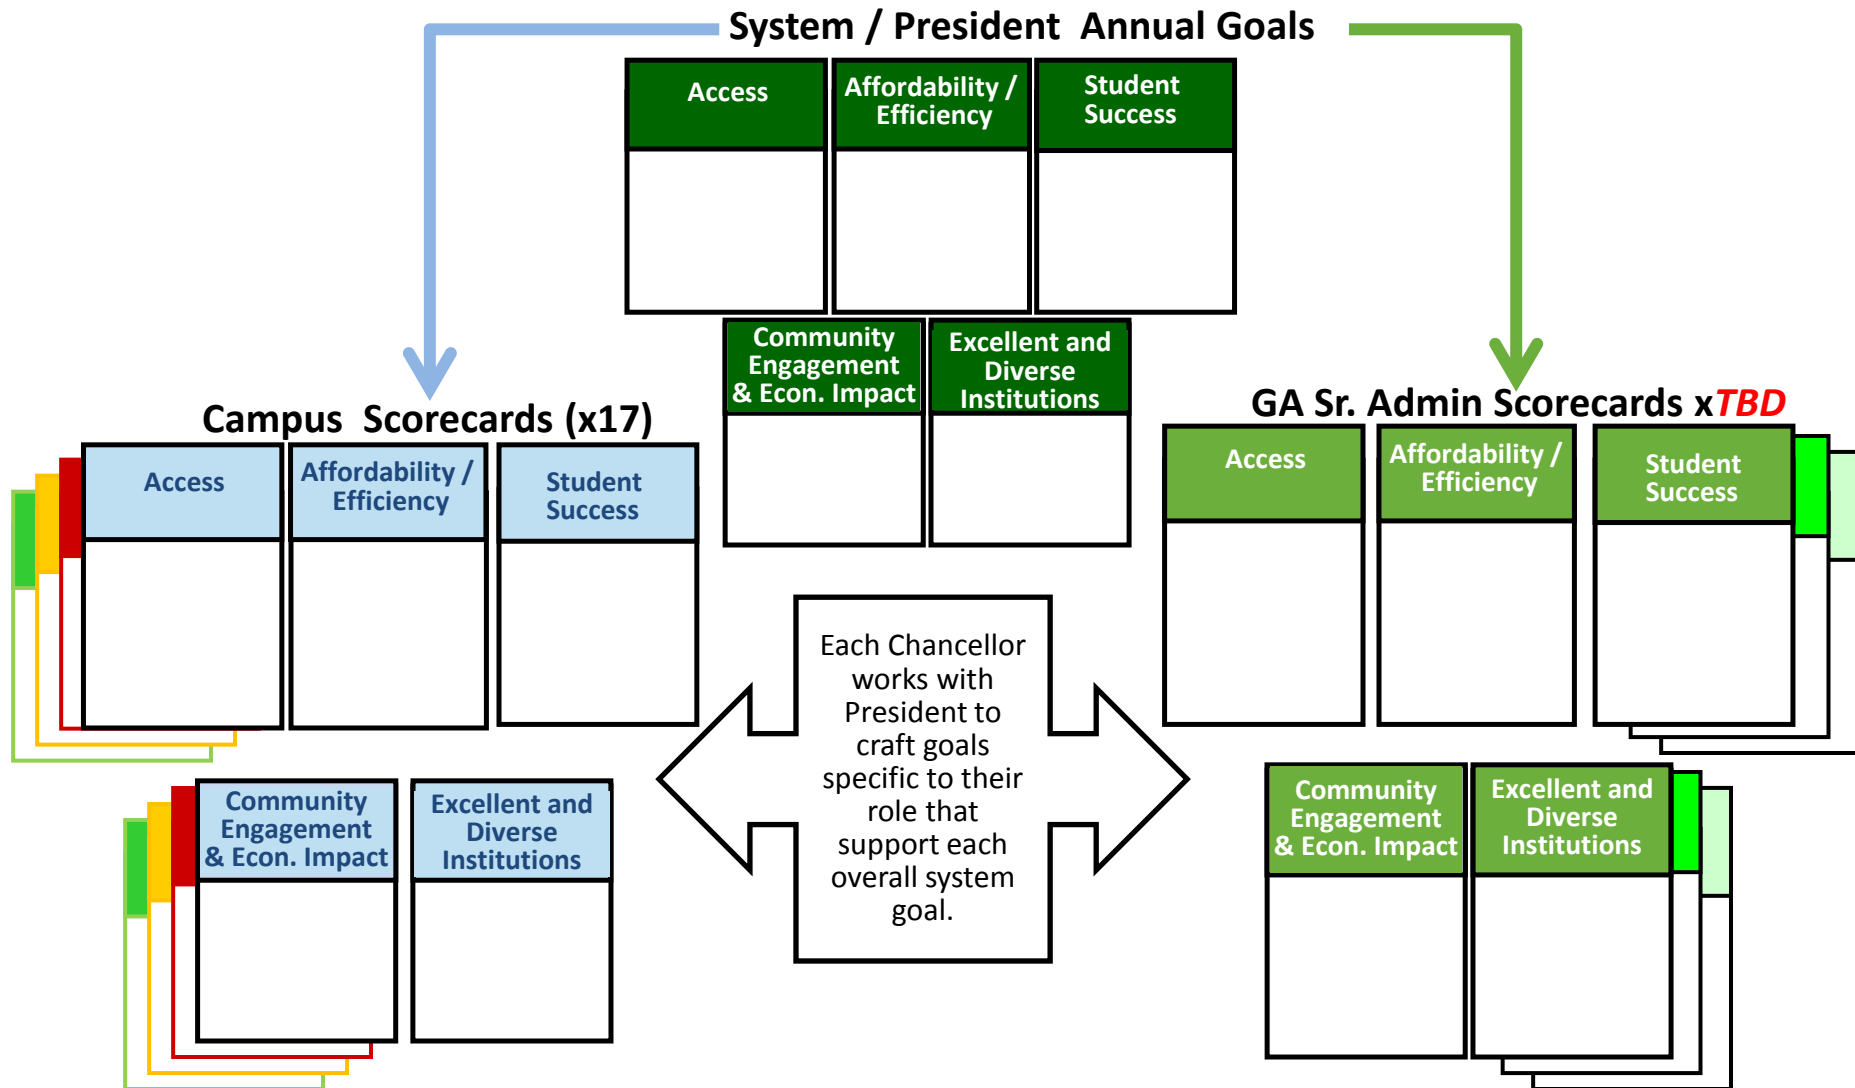 System / President Annual Goals
Access
Affordability /
Efficiency
Student
Success
Community
Engagement
& Econ. Impact
Excellent and
Diverse
Institutions
Campus Scorecards (x17)
Access
Affordability /
Efficiency
Student
Success
Community
Engagement
& Econ. Impact
Excellent and
Diverse
Institutions
Each Chancellor
works with
President to
craft goals
specific to their
role that
support each
overall system
goal.
GA Sr. Admin Scorecards xTBD
Access
Affordability /
Efficiency
Student
Success
Community
Engagement
& Econ. Impact
Excellent and
Diverse
Institutions